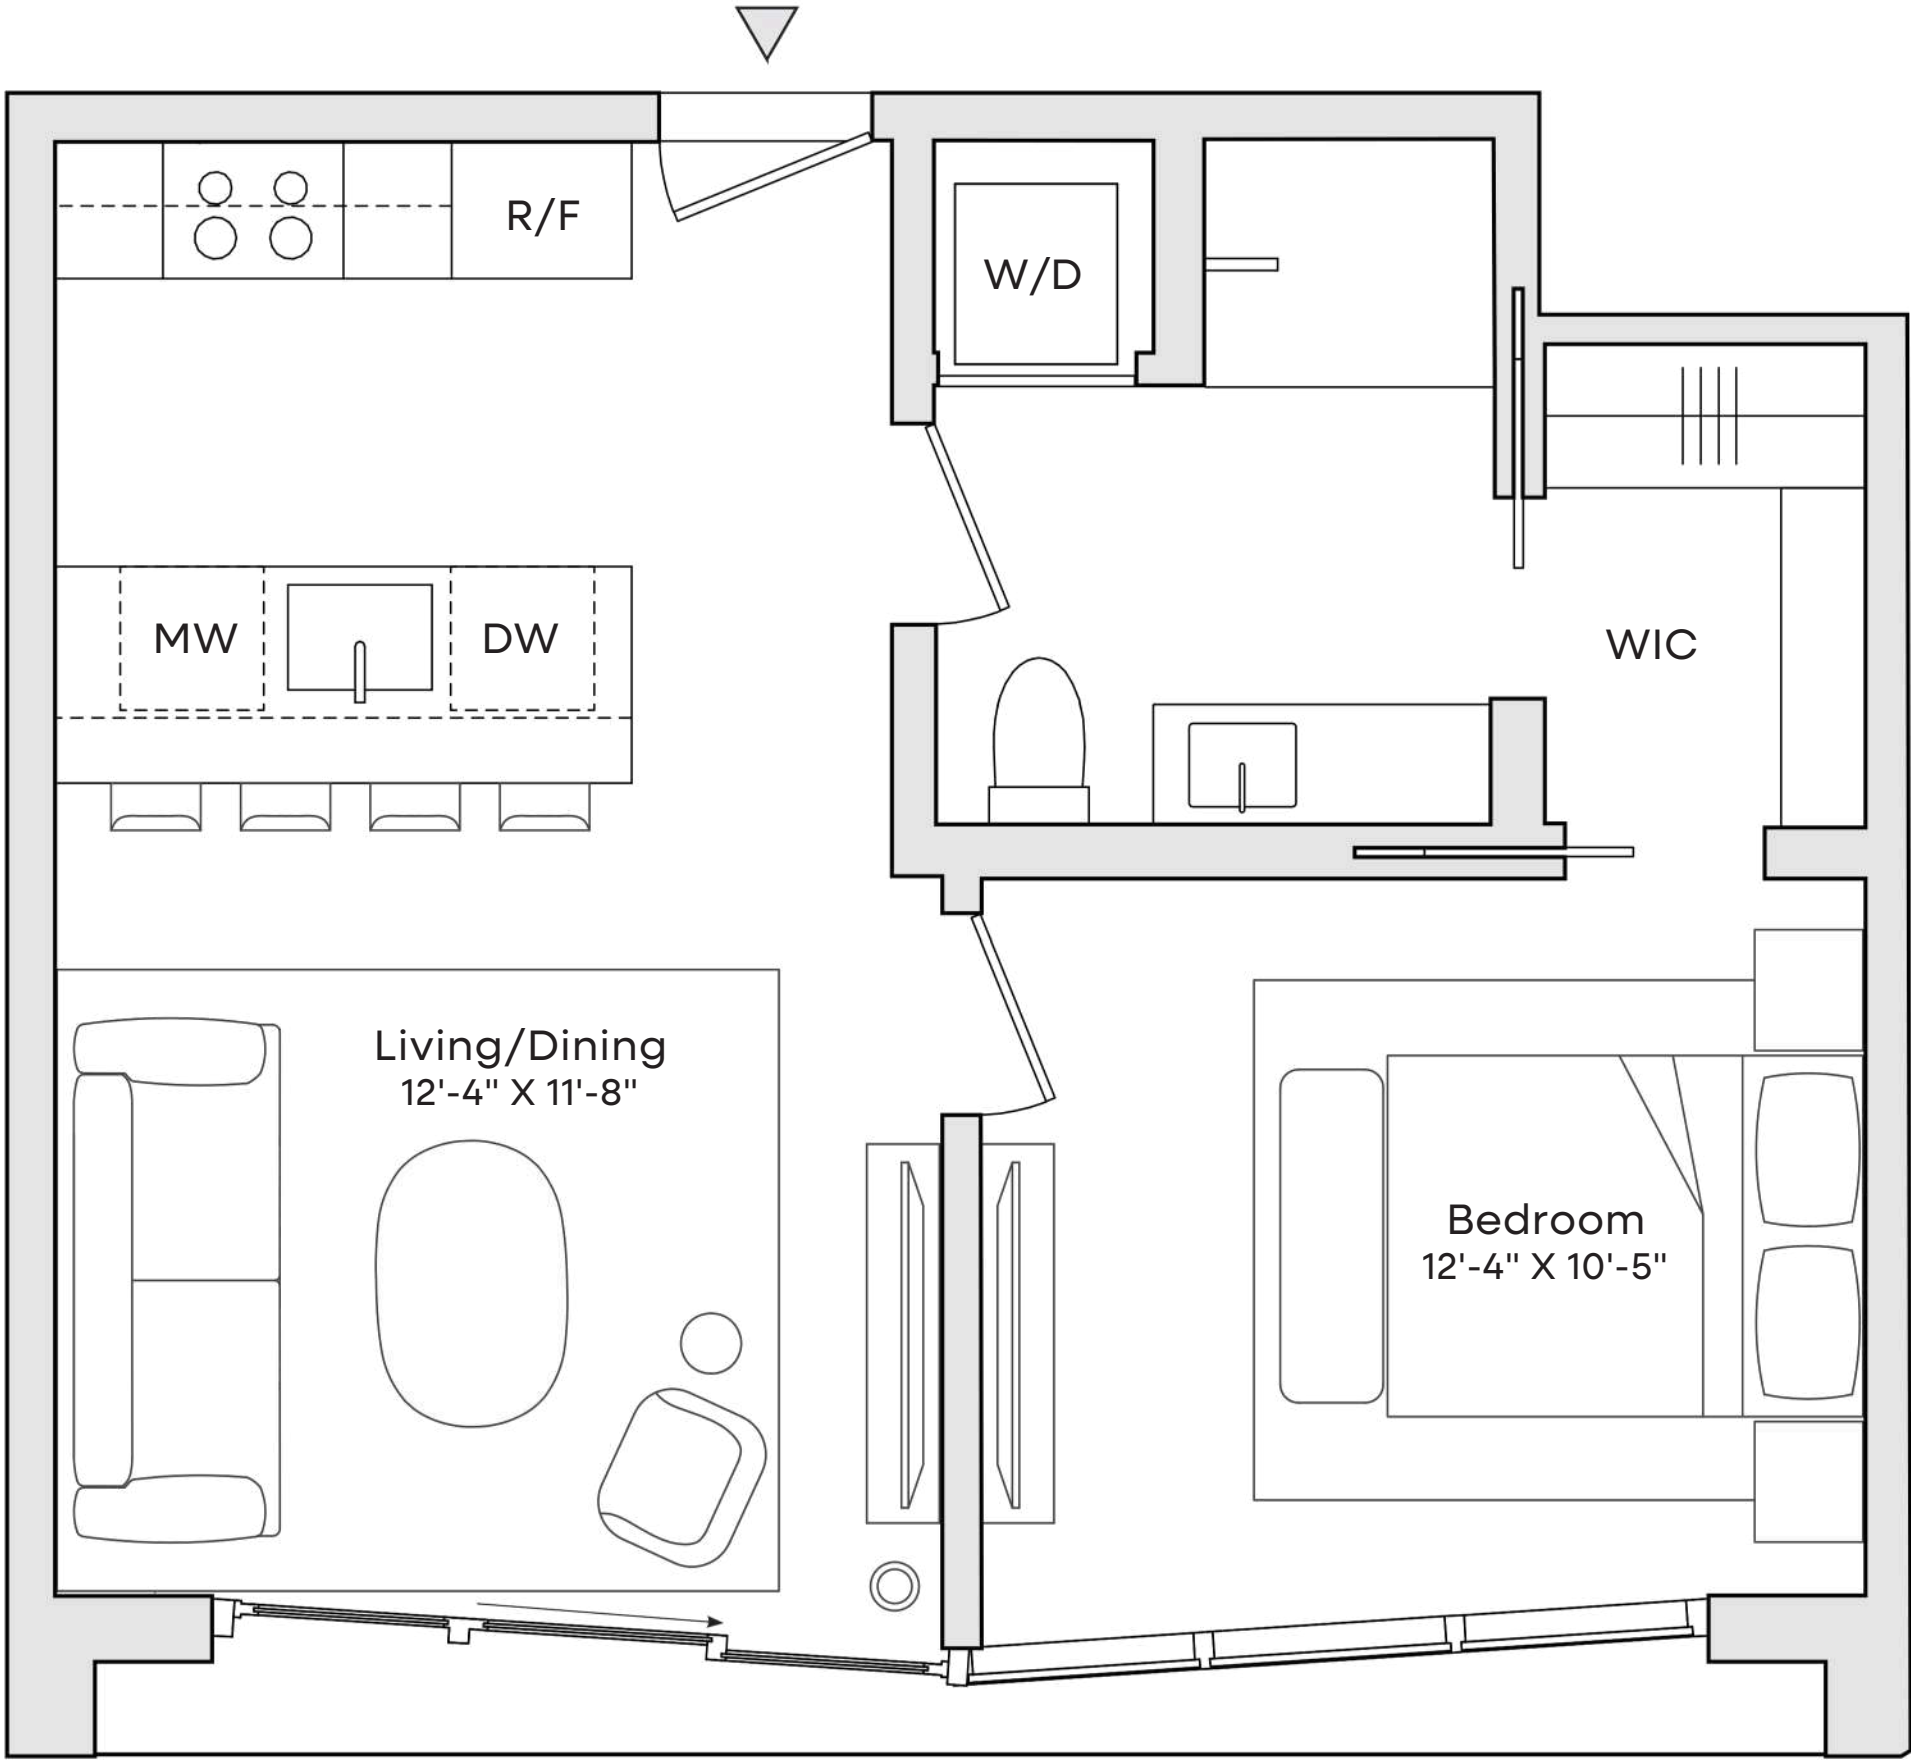 R/F
W/D
MW
DW
WIC
Living/Dining
12'-4" X 11'-8"
Bedroom
12'-4" X 10'-5"